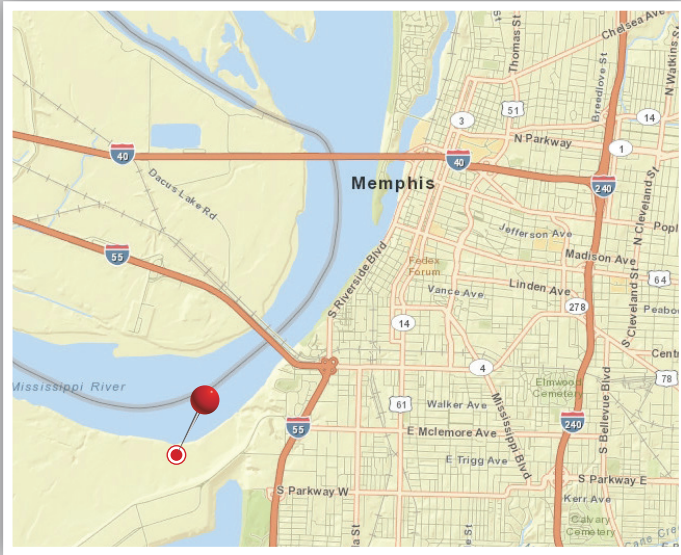 Chelsea Ave
Thomas St
N Watkins St
Breedlove St
51
14
3
N Parkway
1
40
40
Memphis
240
Dacus Lake Rd
N Cleveland St
Jefferson Ave
Popl
55
Madison Ave
Fedex
Forum
64
Linden Ave
S Riverside Blvd
Vance Ave
278
Peabo
S Cleveland St
14
Centr
4
78
Mississippi River
Elmwood
Cemetery
61
Walker Ave
Mississippi Blvd
S Bellevue Blvd
55
240
E Mclemore Ave
E Trigg Ave
S Parkway W
S Parkway E
Kerr Ave
Calvary
Cemetery